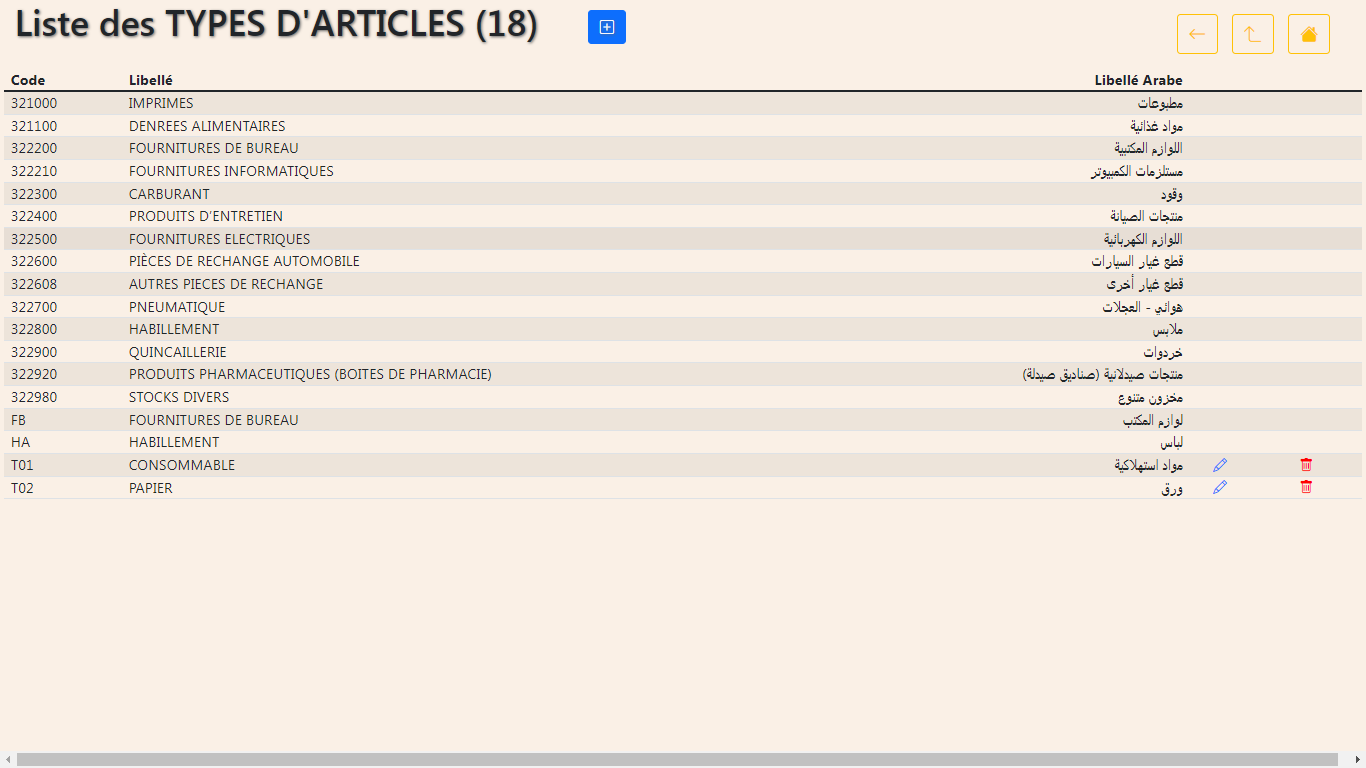 Liste des TYPES D'ARTICLES (18)
Code Libellé Libellé Arabe
321000 IMPRIMES مطبوعات
321100 DENREES ALIMENTAIRES مواد غذائية
322200 FOURNITURES DE BUREAU اللوازم المكتبية
322210 FOURNITURES INFORMATIQUES مستلزمات الكمبيوتر
322300 CARBURANT وقود
322400 PRODUITS D'ENTRETIEN منتجات الصيانة
322500 FOURNITURES ELECTRIQUES اللوازم الكهربائية
322600 PIÈCES DE RECHANGE AUTOMOBILE قطع غيار السيارات
322608 AUTRES PIECES DE RECHANGE قطع غيار أخرى
322700 PNEUMATIQUE هوائي - العجلات
322800 HABILLEMENT ملابس
322900 QUINCAILLERIE خردوات
322920 PRODUITS PHARMACEUTIQUES (BOITES DE PHARMACIE) منتجات صيدلانية (صناديق صيدلة)
322980 STOCKS DIVERS مخزون متنوع
FB FOURNITURES DE BUREAU لوازم المكتب
HA HABILLEMENT لباس
T01 CONSOMMABLE مواد استهلاكية
T02 PAPIER ورق